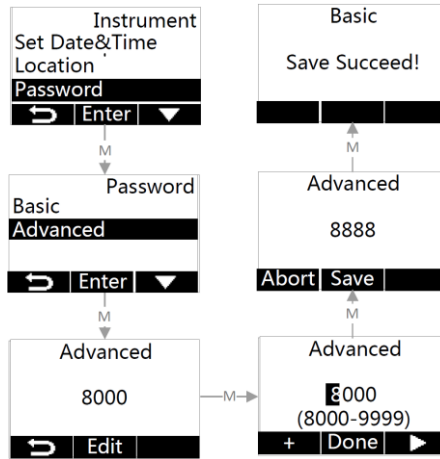 Instrument
Set Date&Time
Location
Password
Enter
M
Password
Basic
Advanced
Enter
M
Advanced
8000
Edit
M
Advanced
8000
(8000-9999)
+ Done
M
Advanced
8888
Abort Save
M
Basic
Save Succeed!